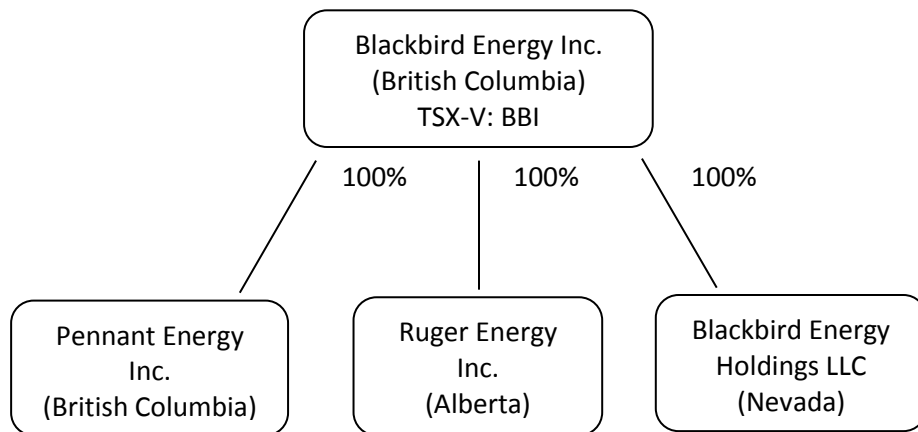 Blackbird Energy Inc.
(British Columbia)
TSX-V: BBI
100%
100%
100%
Pennant Energy
Inc.
(British Columbia)
Ruger Energy
Inc.
(Alberta)
Blackbird Energy
Holdings LLC
(Nevada)